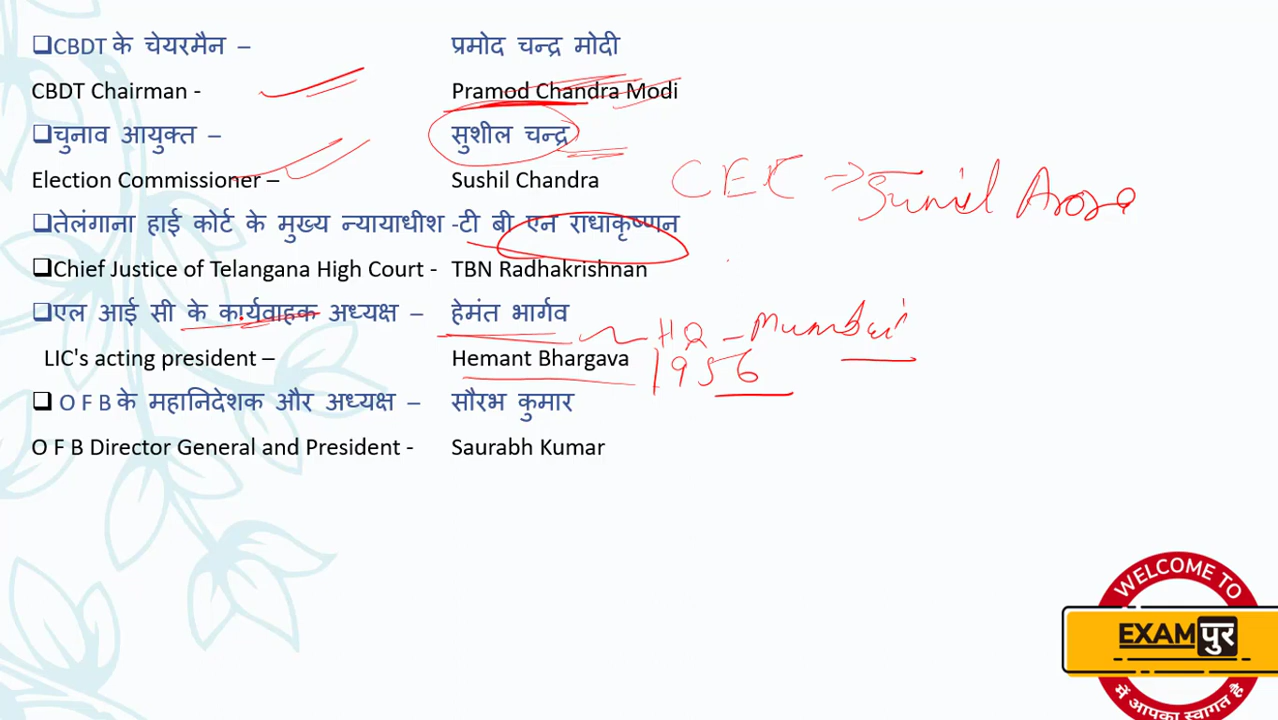 ❑CBDT के चेयरमैन – प्रमोद चन्द्र मोदी
CBDT Chairman - Pramod Chandra Modi
❑चुनाव आयुक्त – सुशील चन्द्र
Election Commissioner – Sushil Chandra
CEC → Sunil Arora
❑तेलंगाना हाई कोर्ट के मुख्य न्यायाधीश -टी बी एन राधाकृष्णन
❑Chief Justice of Telangana High Court - TBN Radhakrishnan
❑एल आई सी के कार्यवाहक अध्यक्ष – हेमंत भार्गव
HQ - Mumbai
LIC's acting president – Hemant Bhargava
1956
❑ O F B के महानिदेशक और अध्यक्ष – सौरभ कुमार
O F B Director General and President - Saurabh Kumar
WELCOME TO
EXAMपुर
में आपका स्वागत है